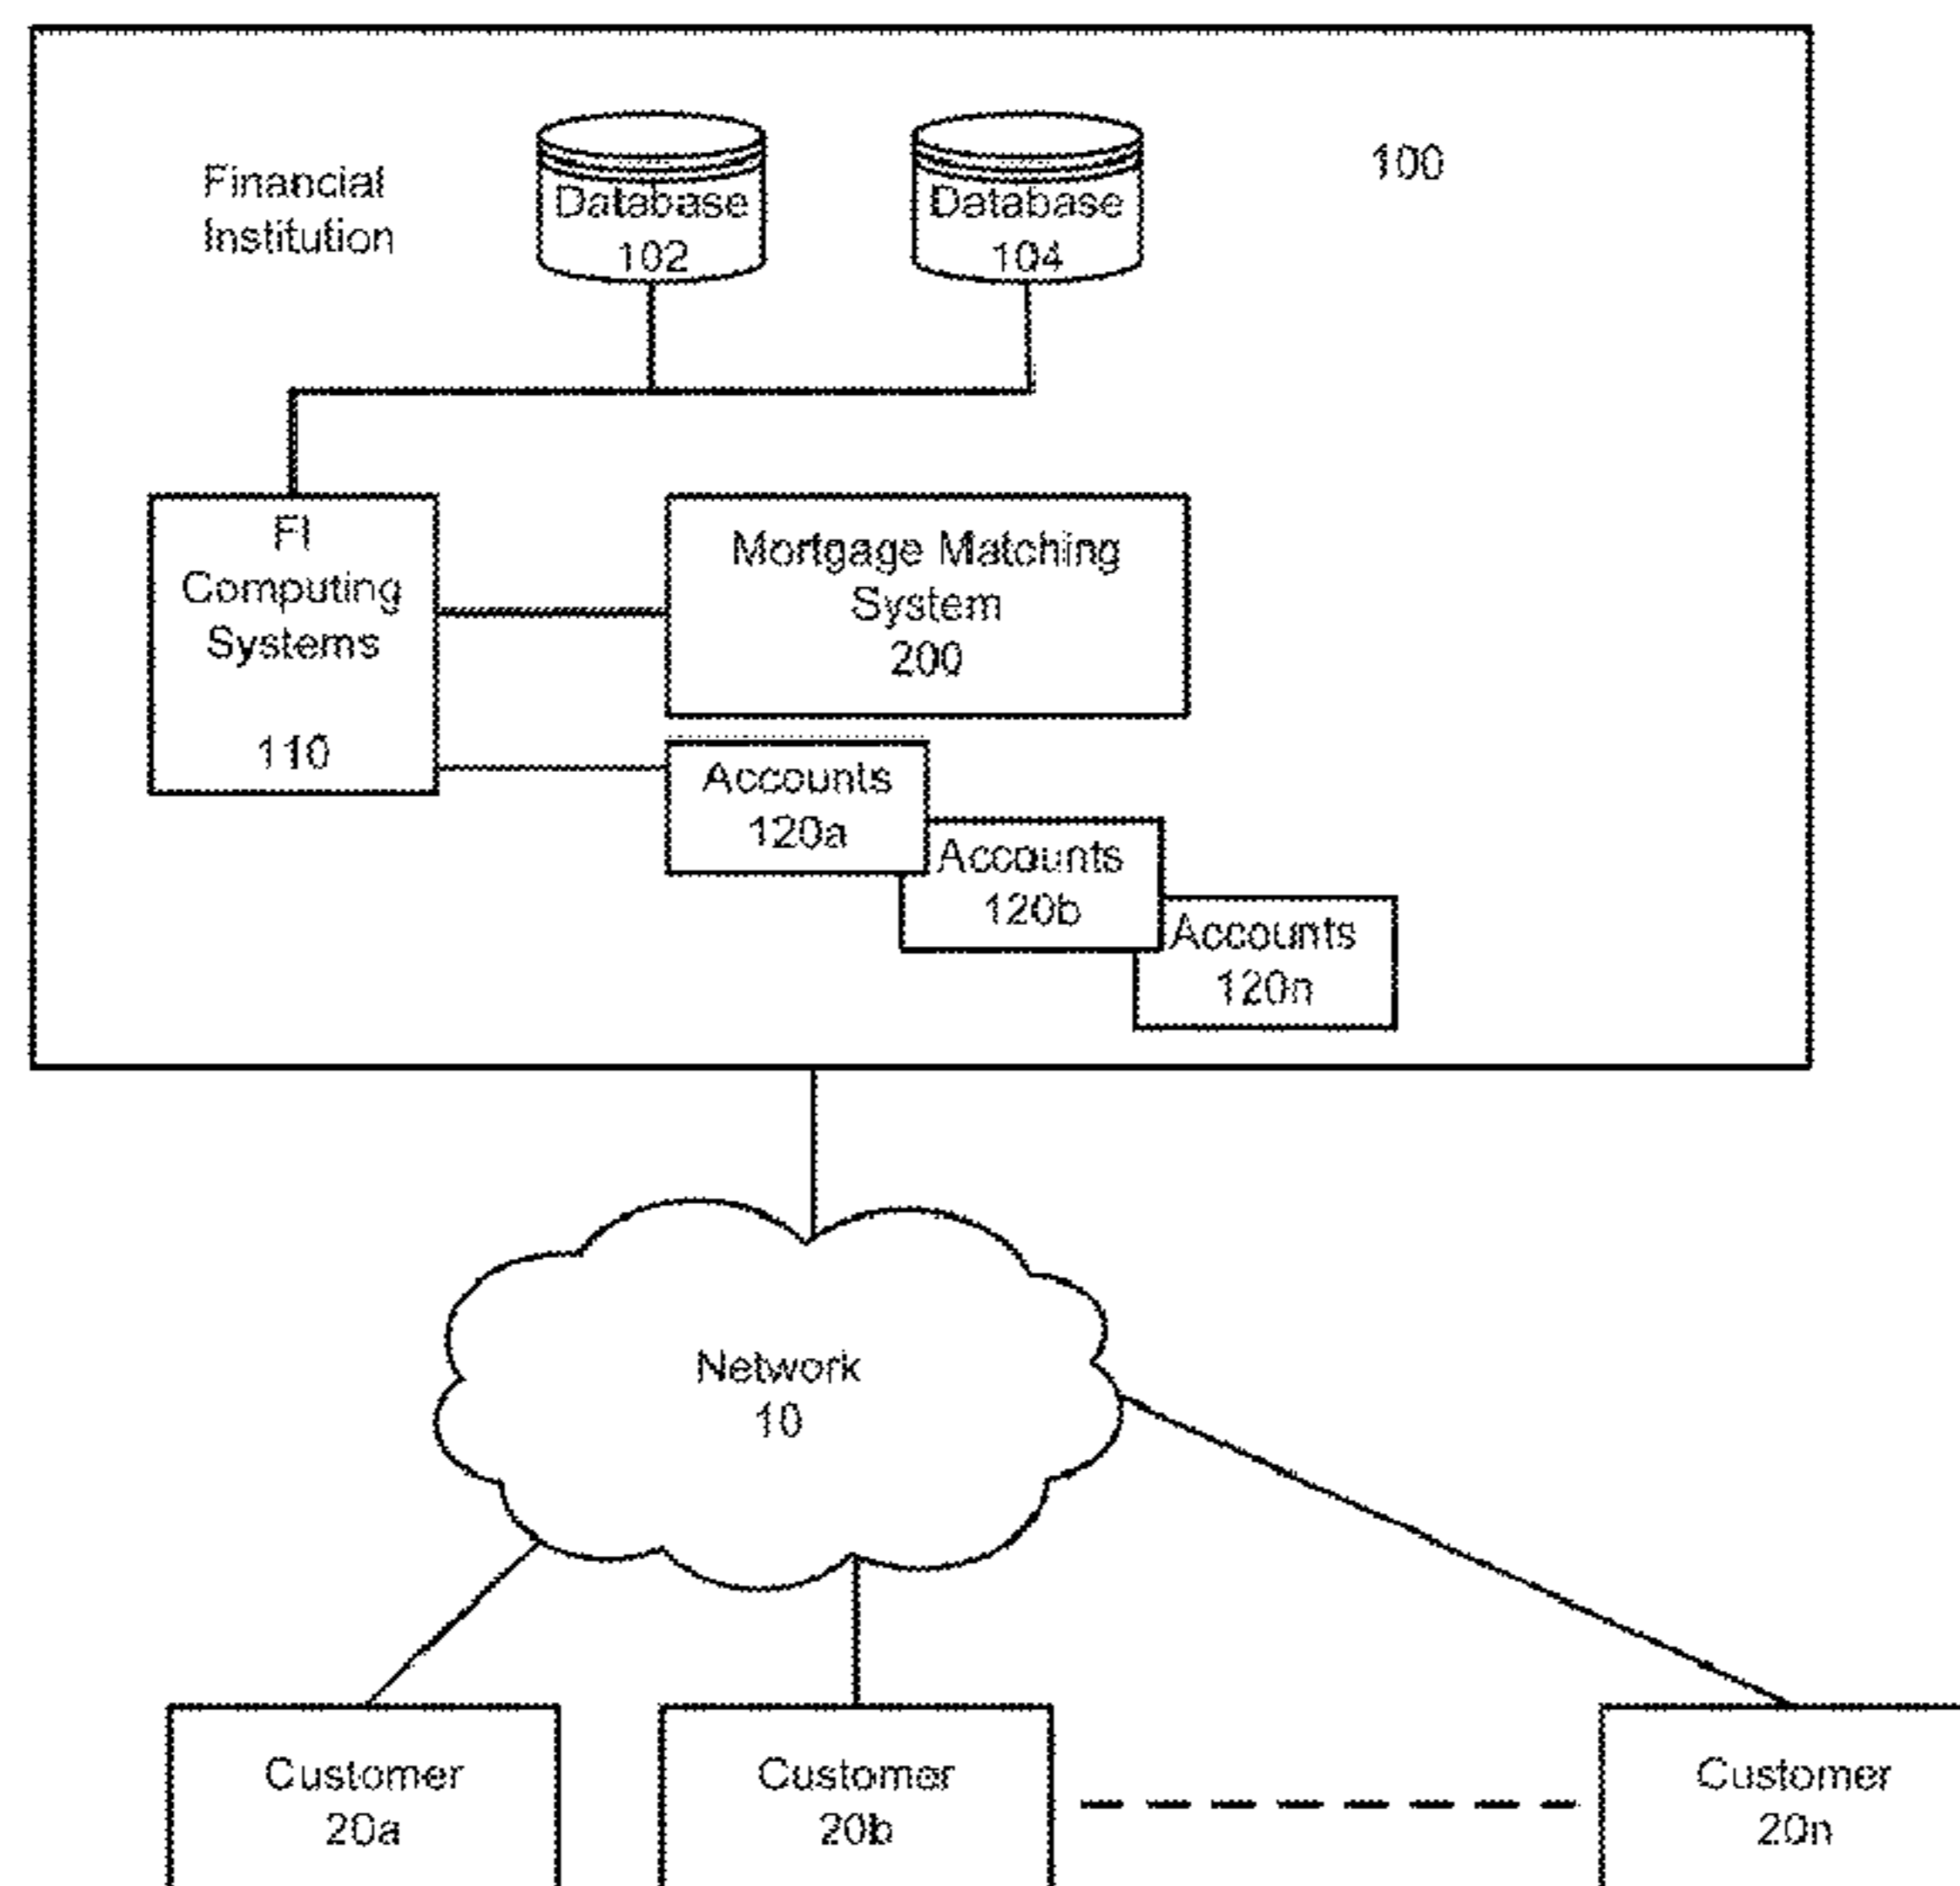 Financial
Institution
Database
102
Database
104
100
FI
Computing
Systems
110
Mortgage Matching
System
200
Accounts
120a
Accounts
120b
Accounts
120n
Network
10
Customer
20a
Customer
20b
Customer
20n